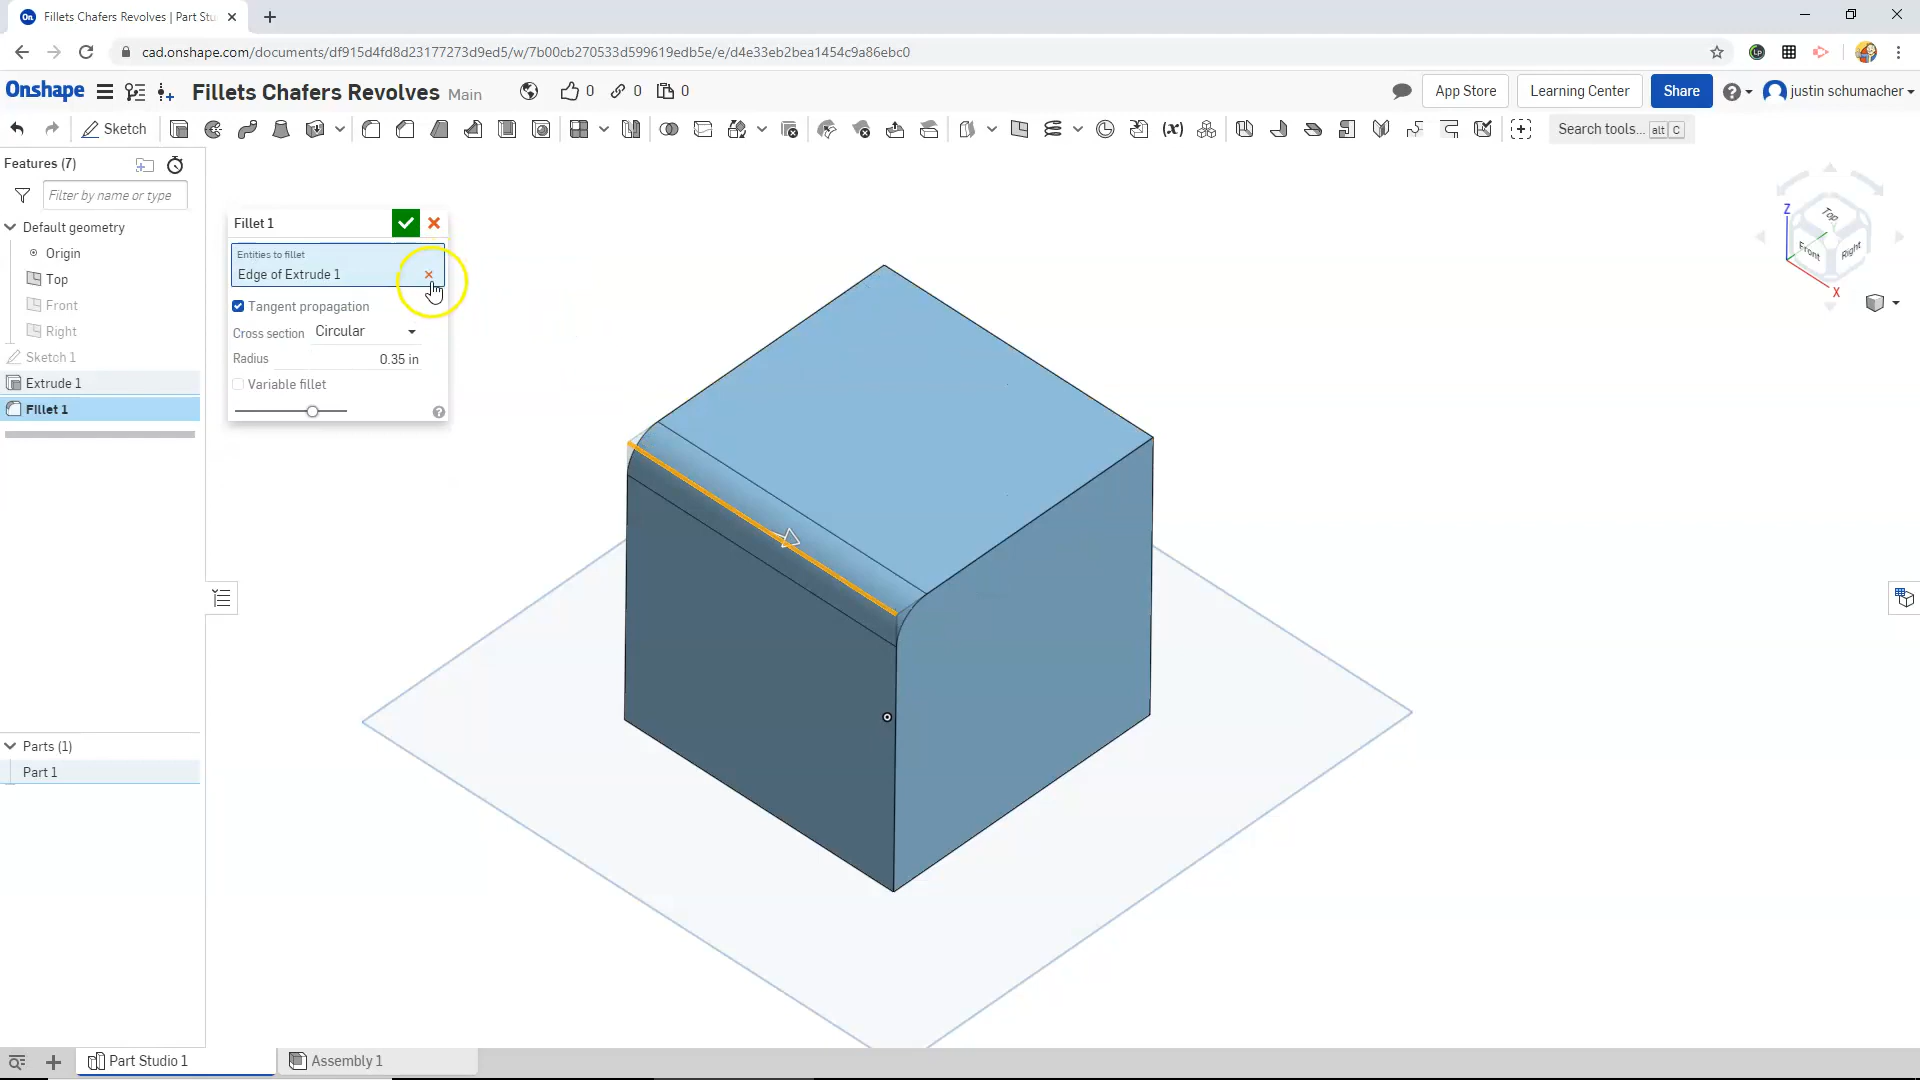 Fillets Chafers Revolves | Part Stu
cad.onshape.com/documents/df915d4fd8d23177273d9ed5/w/7b00cb270533d599619edb5e/e/d4e33eb2bea1454c9a86ebc0
Onshape Fillets Chafers Revolves Main 0 0 0 App Store Learning Center Share justin schumacher
Sketch Search tools... alt C
Features (7)
Filter by name or type
Default geometry
Origin
Top
Front
Right
Sketch 1
Extrude 1
Fillet 1
Parts (1)
Part 1
Fillet 1
Entities to fillet
Edge of Extrude 1
Tangent propagation
Cross section Circular
Radius 0.35 in
Variable fillet
Z
Top
Front
Right
X
Part Studio 1
Assembly 1